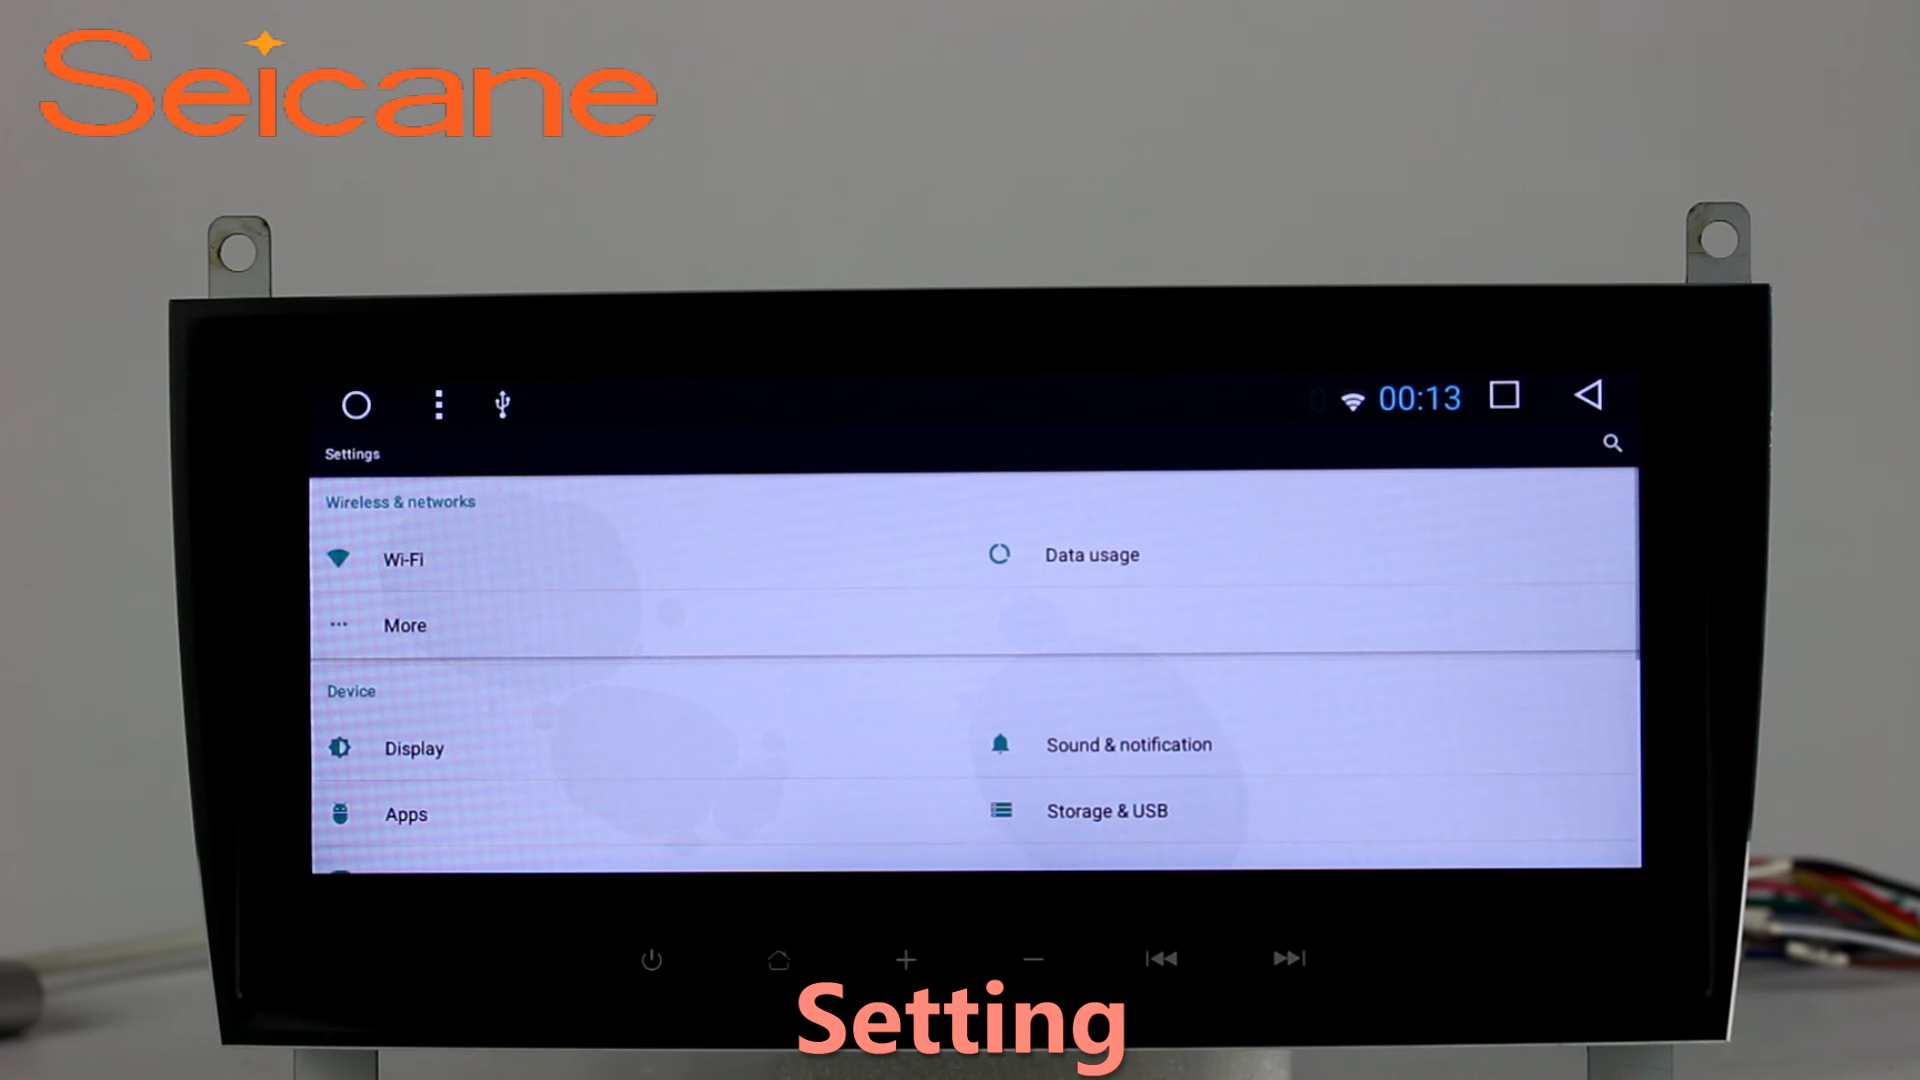 Seicane
00:13
Settings
Wireless & networks
Wi-Fi
Data usage
More
Device
Display
Sound & notification
Apps
Storage & USB
Setting